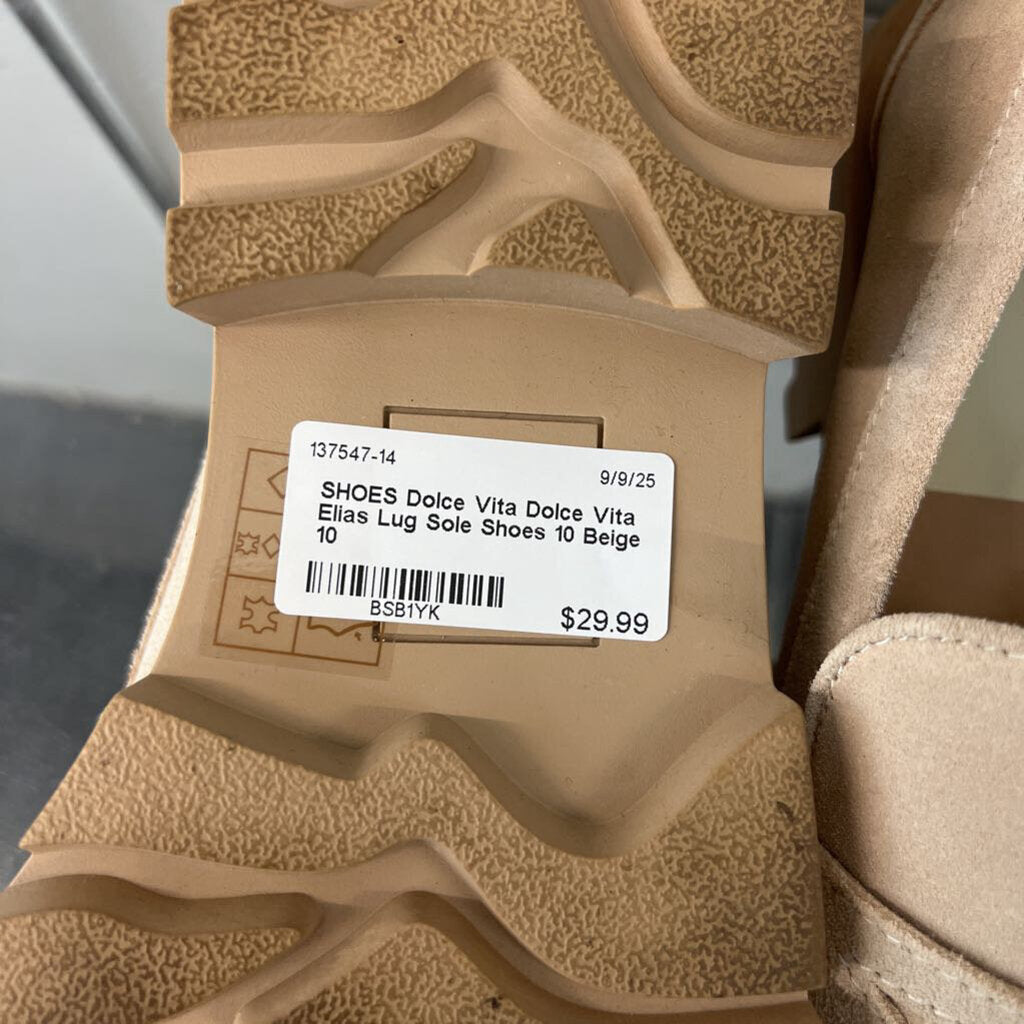 137547-14
9/9/25
SHOES Dolce Vita Dolce Vita
Elias Lug Sole Shoes 10 Beige
10
BSB1YK
$29.99